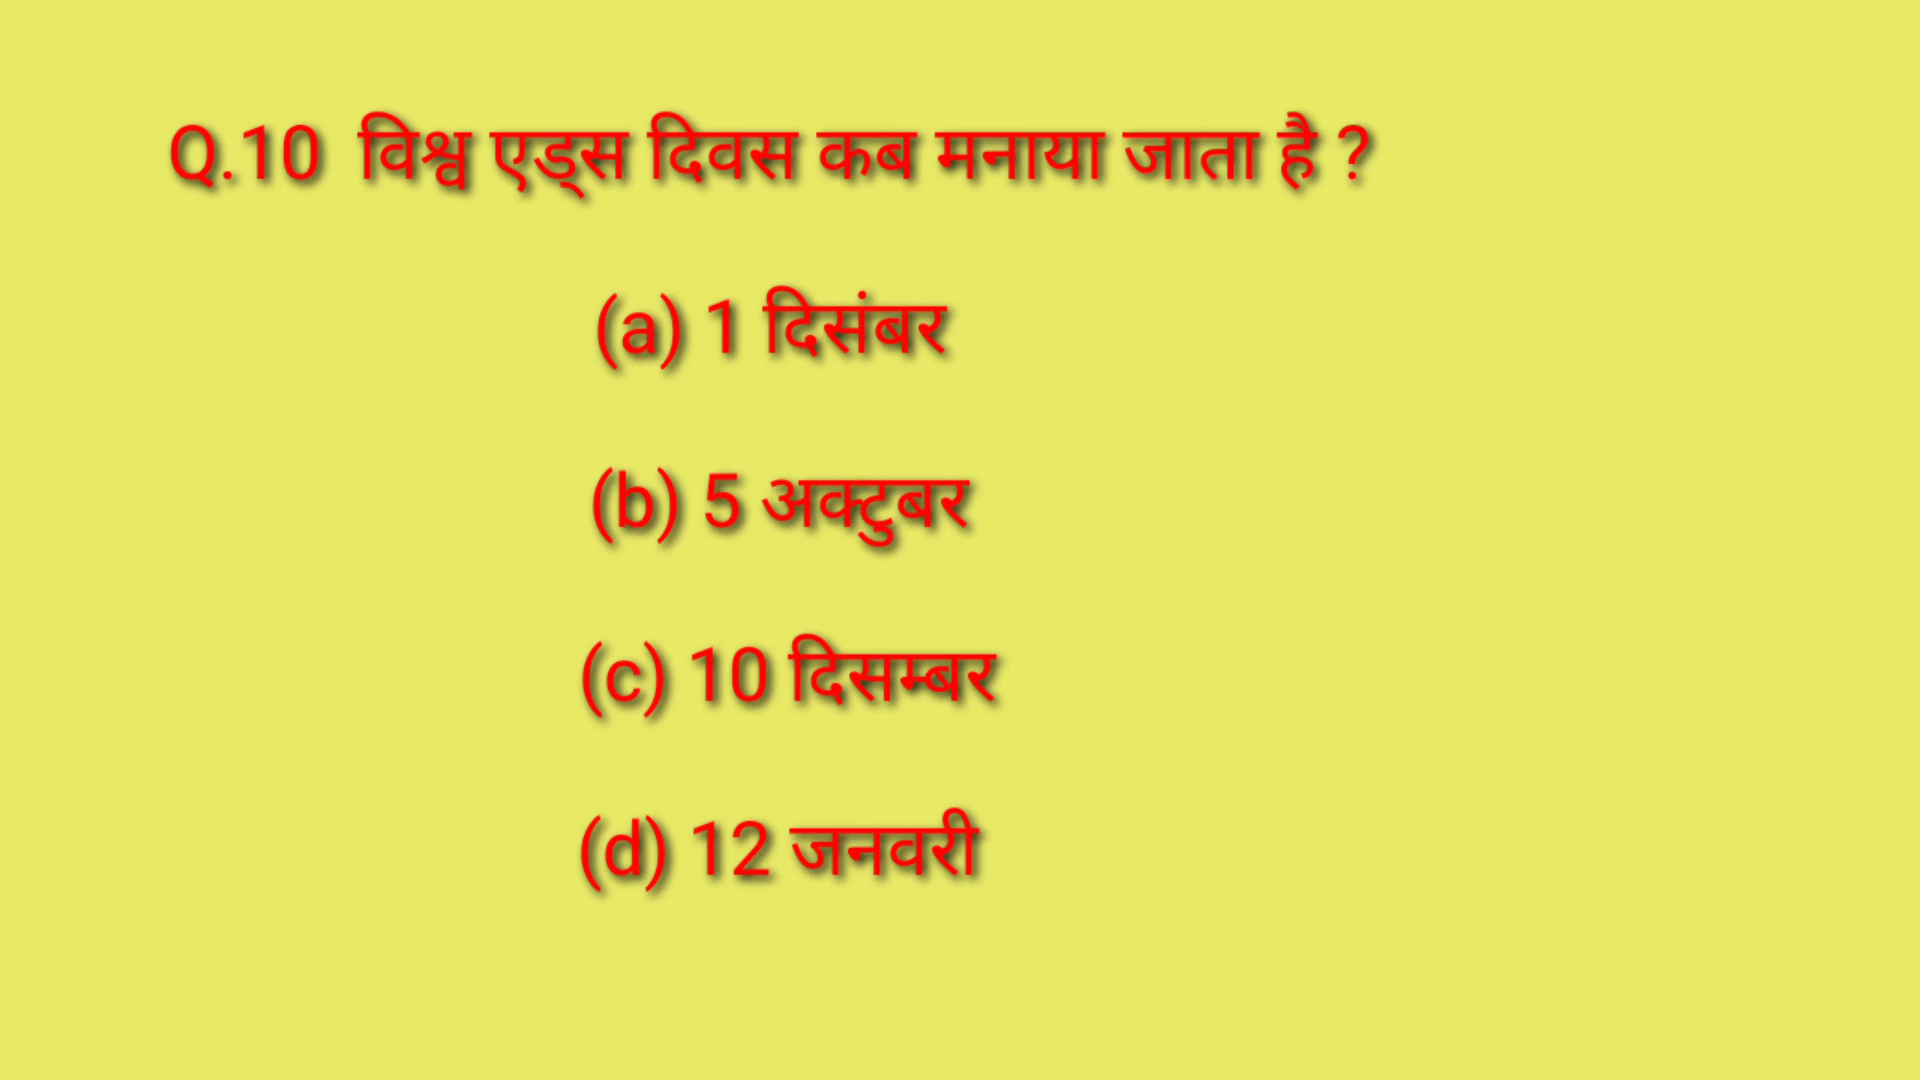 Q.10 विश्व एड्स दिवस कब मनाया जाता है ?
(a) 1 दिसंबर
(b) 5 अक्टुबर
(c) 10 दिसम्बर
(d) 12 जनवरी